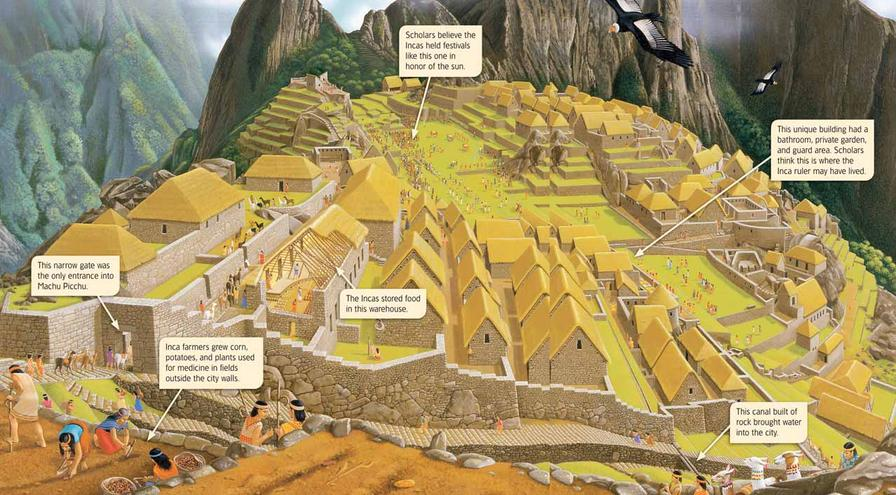 Scholars believe the
Incas held festivals
like this one in
honor of the sun.
This unique building had a
bathroom, private garden,
and guard area. Scholars
think this is where the
Inca ruler may have lived.
This narrow gate was
the only entrance into
Machu Picchu.
The Incas stored food
in this warehouse.
Inca farmers grew corn,
potatoes, and plants used
for medicine in fields
outside the city walls.
This canal built of
rock brought water
into the city.